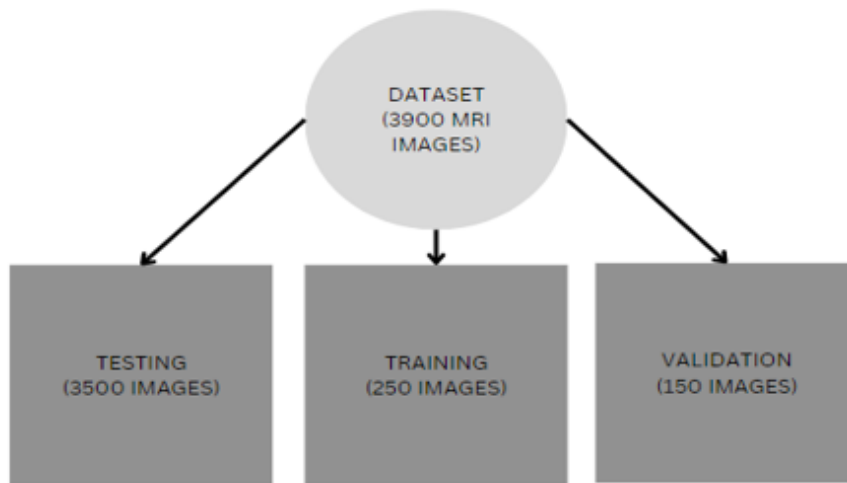 DATASET
(3900 MRI
IMAGES)
TESTING
(3500 IMAGES)
TRAINING
(250 IMAGES)
VALIDATION
(150 IMAGES)